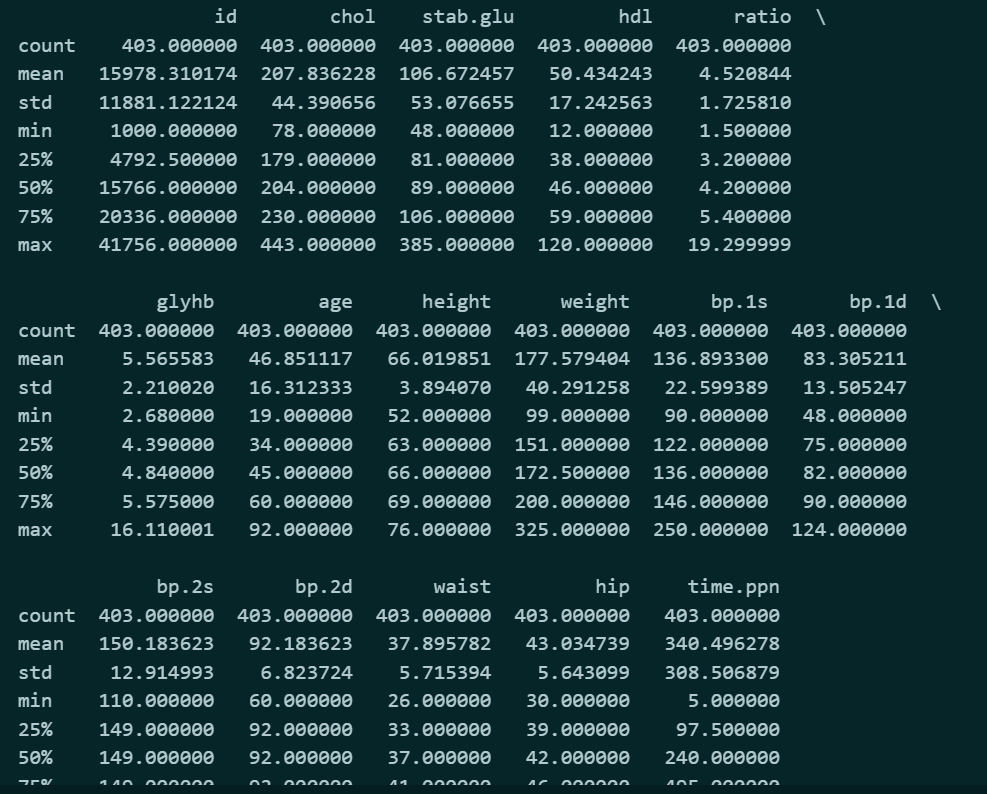 id chol stab.glu hdl ratio \
count 403.000000 403.000000 403.000000 403.000000 403.000000
mean 15978.310174 207.836228 106.672457 50.434243 4.520844
std 11881.122124 44.390656 53.076655 17.242563 1.725810
min 1000.000000 78.000000 48.000000 12.000000 1.500000
25% 4792.500000 179.000000 81.000000 38.000000 3.200000
50% 15766.000000 204.000000 89.000000 46.000000 4.200000
75% 20336.000000 230.000000 106.000000 59.000000 5.400000
max 41756.000000 443.000000 385.000000 120.000000 19.299999
glyhb age height weight bp.1s bp.1d \
count 403.000000 403.000000 403.000000 403.000000 403.000000 403.000000
mean 5.565583 46.851117 66.019851 177.579404 136.893300 83.305211
std 2.210020 16.312333 3.894070 40.291258 22.599389 13.505247
min 2.680000 19.000000 52.000000 99.000000 90.000000 48.000000
25% 4.390000 34.000000 63.000000 151.000000 122.000000 75.000000
50% 4.840000 45.000000 66.000000 172.500000 136.000000 82.000000
75% 5.575000 60.000000 69.000000 200.000000 146.000000 90.000000
max 16.110001 92.000000 76.000000 325.000000 250.000000 124.000000
bp.2s bp.2d waist hip time.ppn
count 403.000000 403.000000 403.000000 403.000000 403.000000
mean 150.183623 92.183623 37.895782 43.034739 340.496278
std 12.914993 6.823724 5.715394 5.643099 308.506879
min 110.000000 60.000000 26.000000 30.000000 5.000000
25% 149.000000 92.000000 33.000000 39.000000 97.500000
50% 149.000000 92.000000 37.000000 42.000000 240.000000
75%